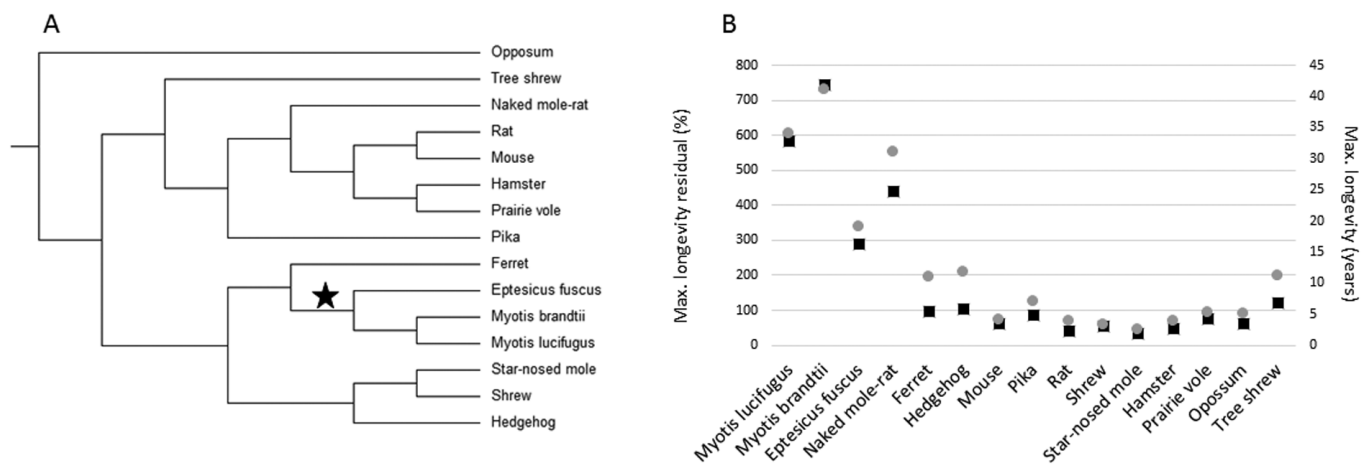 A
Opposum
Tree shrew
Naked mole-rat
Rat
Mouse
Hamster
Prairie vole
Pika
Ferret
Eptesicus fuscus
Myotis brandtii
Myotis lucifugus
Star-nosed mole
Shrew
Hedgehog
B
Max. longevity residual (%)
800
700
600
500
400
300
200
100
0
45
40
35
30
25
20
15
10
5
0
Max. longevity (years)
Myotis lucifugus
Myotis brandtii
Eptesicus fuscus
Naked mole-rat
Ferret
Hedgehog
Mouse
Pika
Rat
Shrew
Star-nosed mole
Hamster
Prairie vole
Opossum
Tree shrew